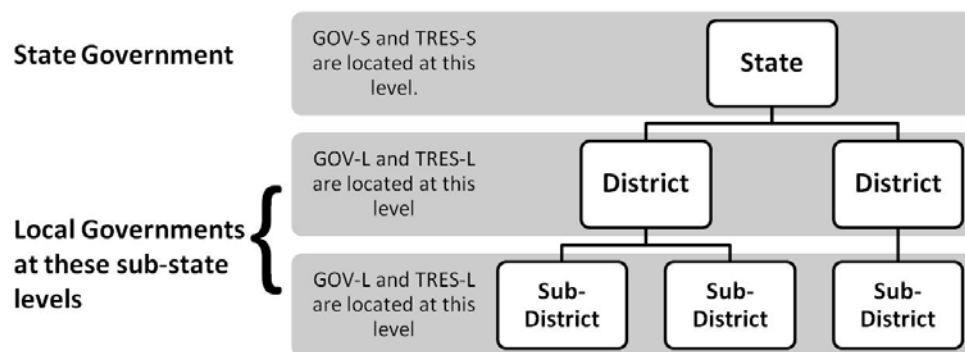 State Government
GOV-S and TRES-S
are located at this
level.
State
GOV-L and TRES-L
are located at this
level
District
District
Local Governments
at these sub-state
levels
{
GOV-L and TRES-L
are located at this
level
Sub-
District
Sub-
District
Sub-
District